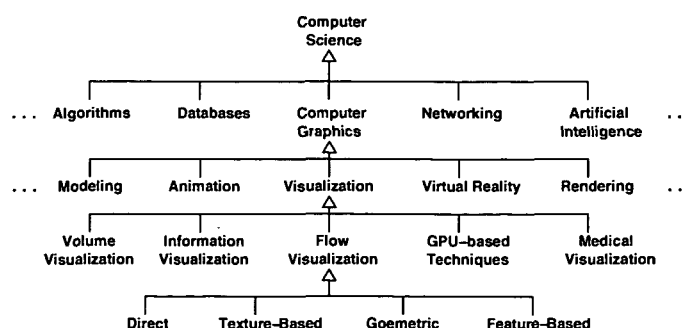 Computer
Science
... Algorithms Databases Computer Networking Artificial ..
Graphics Intelligence
... Modeling Animation Visualization Virtual Reality Rendering ..
Volume Information Flow GPU–based Medical
Visualization Visualization Visualization Techniques Visualization
Direct Texture–Based Goemetric Feature–Based